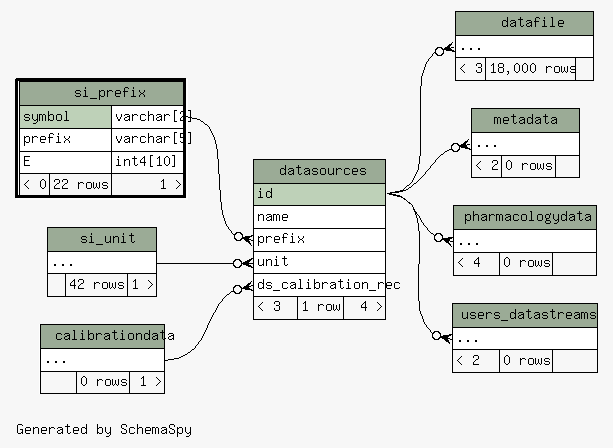 si_prefix
symbol varchar[2]
prefix varchar[5]
E int4[10]
< 0 22 rows 1 >
si_unit
...
42 rows 1 >
calibrationdata
...
0 rows 1 >
datasources
id
name
prefix
unit
ds_calibration_rec
< 3 1 row 4 >
datafile
...
< 3 18,000 rows
metadata
...
< 2 0 rows
pharmacologydata
...
< 4 0 rows
users_datastreams
...
< 2 0 rows
Generated by SchemaSpy